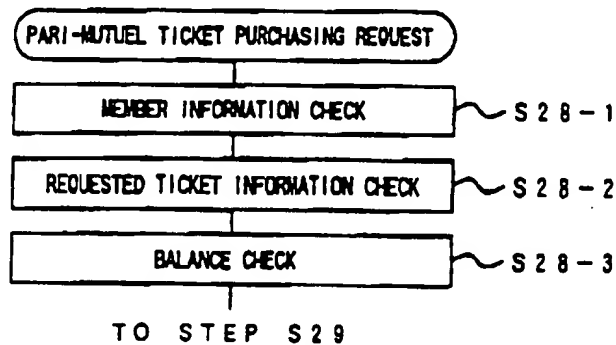 PARI-MUTUEL TICKET PURCHASING REQUEST
MEMBER INFORMATION CHECK
S28-1
REQUESTED TICKET INFORMATION CHECK
S28-2
BALANCE CHECK
S28-3
TO STEP S29